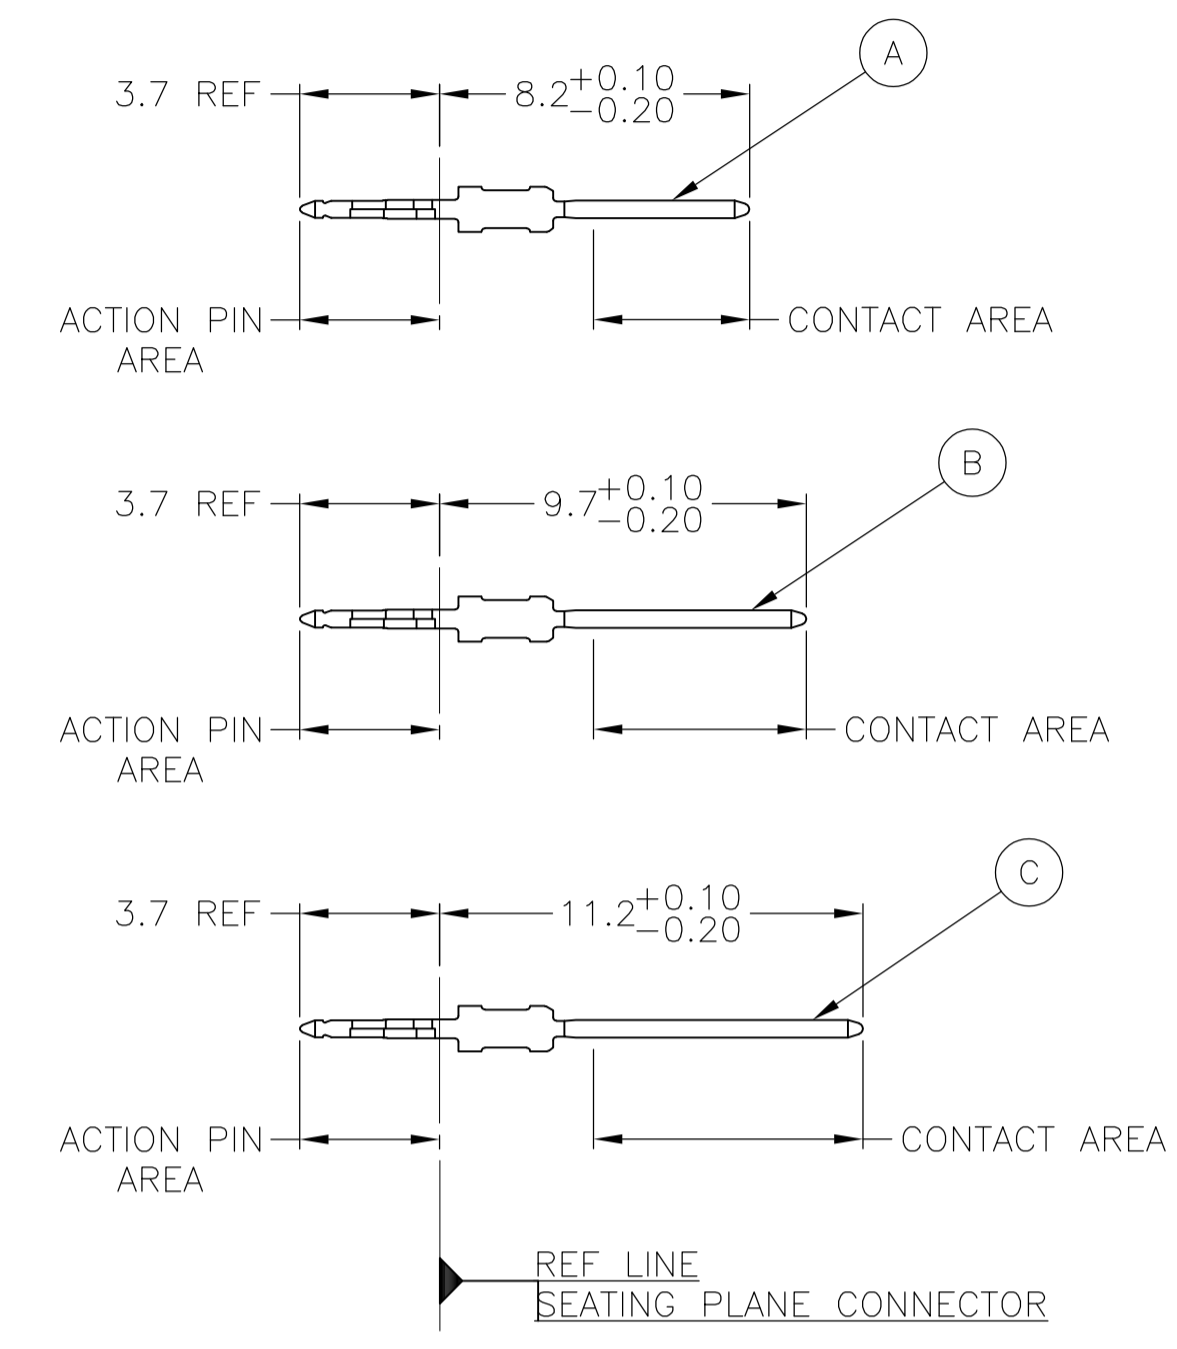 A
3.7 REF
8.2 +0.10
-0.20
ACTION PIN
AREA
CONTACT AREA
B
3.7 REF
9.7 +0.10
-0.20
ACTION PIN
AREA
CONTACT AREA
C
3.7 REF
11.2 +0.10
-0.20
ACTION PIN
AREA
CONTACT AREA
REF LINE
SEATING PLANE CONNECTOR